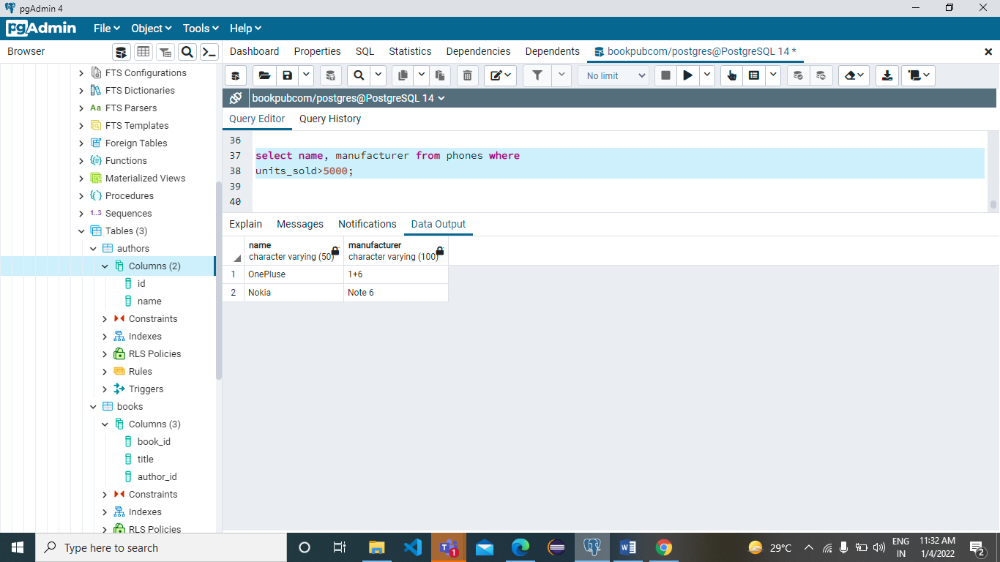 pgAdmin 4
pgAdmin File Object Tools Help
Browser
Dashboard Properties SQL Statistics Dependencies Dependents bookpubcom/postgres@PostgreSQL 14 *
No limit
bookpubcom/postgres@PostgreSQL 14
Query Editor Query History
FTS Configurations
FTS Dictionaries
Aa FTS Parsers
FTS Templates
Foreign Tables
Functions
Materialized Views
Procedures
1..3 Sequences
Tables (3)
authors
Columns (2)
id
name
Constraints
Indexes
RLS Policies
Rules
Triggers
books
Columns (3)
book_id
title
author_id
Constraints
Indexes
RLS Policies
36
37 select name, manufacturer from phones where
38 units_sold>5000;
39
40
Explain Messages Notifications Data Output
name manufacturer
character varying (50) character varying (100)
1 OnePluse 1+6
2 Nokia Note 6
Type here to search
1
29°C
ENG
IN
11:32 AM
1/4/2022
2